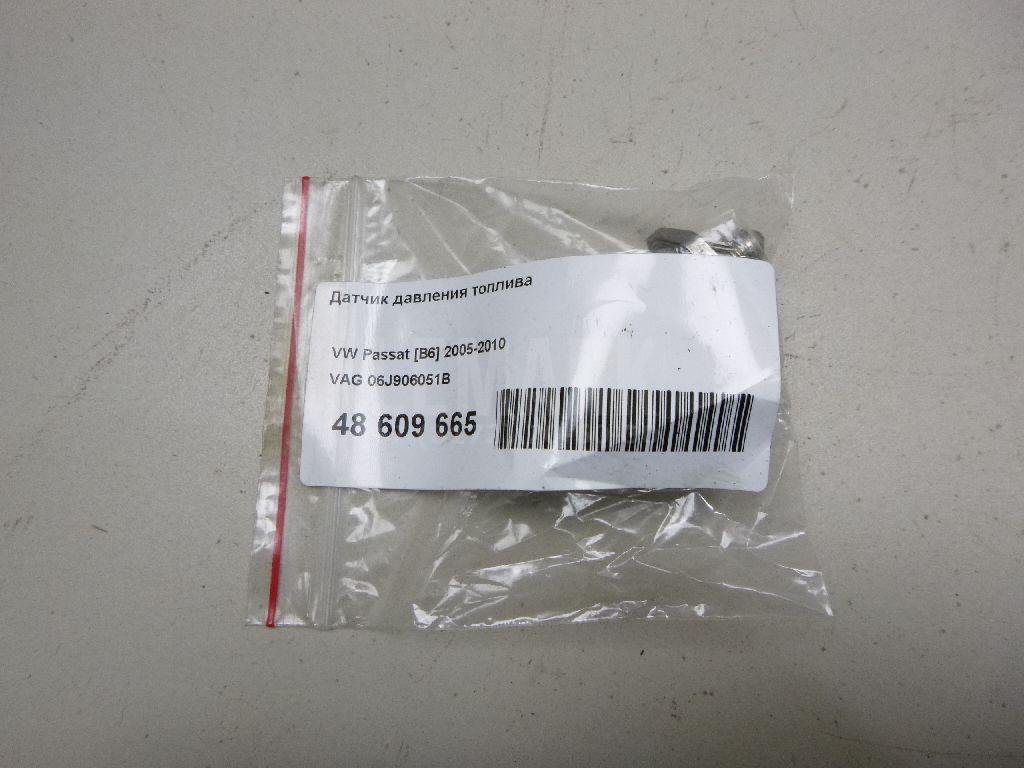 Датчик давления топлива
VW Passat [B6] 2005-2010
VAG 06J906051B
48 609 665